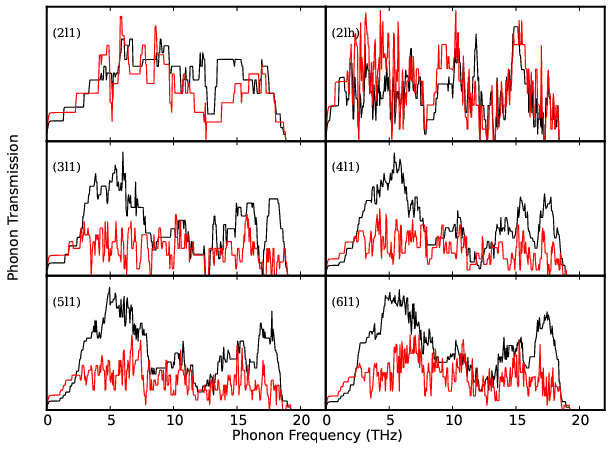 (2l1)
(2lh)
(3l1)
(4l1)
(5l1)
(6l1)
Phonon Transmission
0 5 10 15 20 0 5 10 15 20
Phonon Frequency (THz)